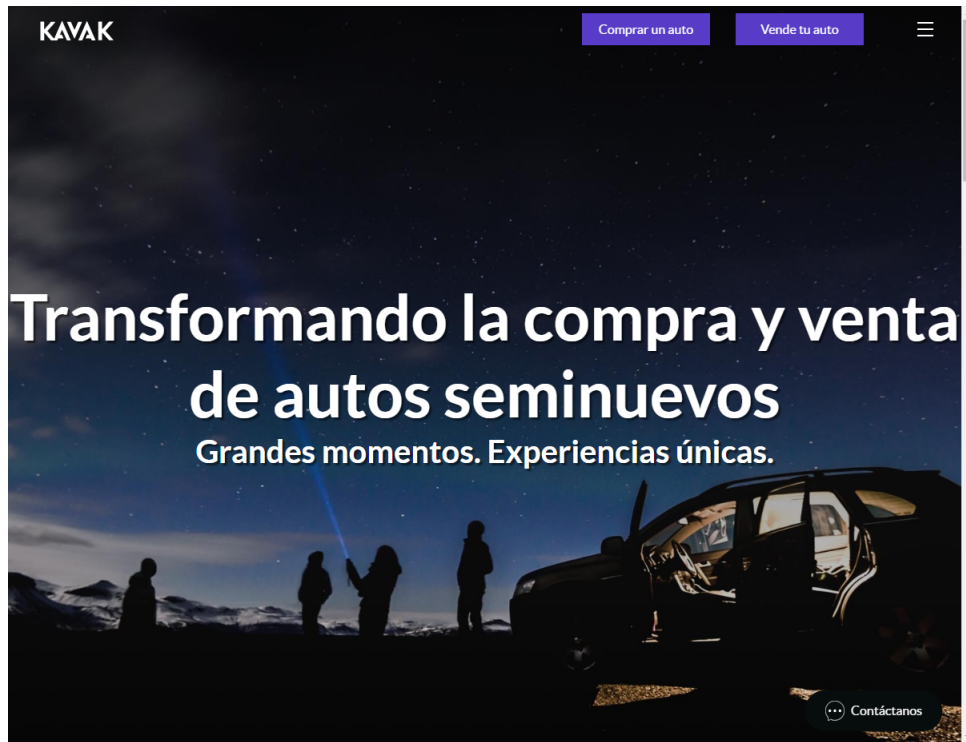 KAVAK
Comprar un auto
Vende tu auto
Transformando la compra y venta
de autos seminuevos
Grandes momentos. Experiencias únicas.
Contáctanos